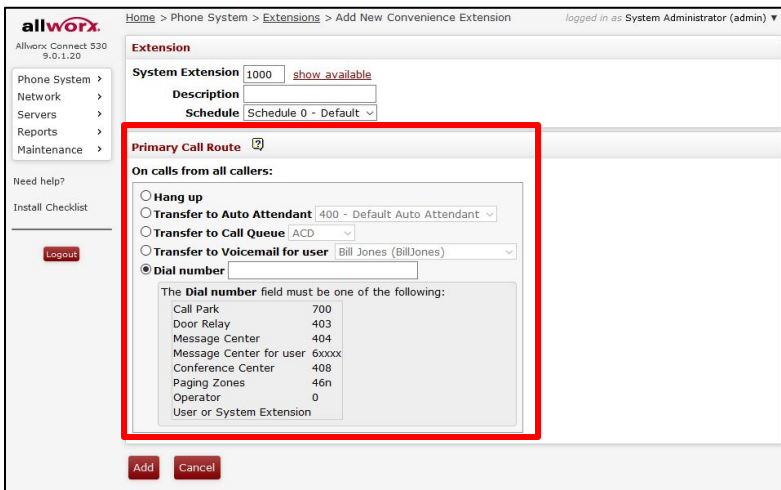 allworx.
Allworx Connect 530
9.0.1.20
Phone System >
Network >
Servers >
Reports >
Maintenance >
Need help?
Install Checklist
Logout
Home > Phone System > Extensions > Add New Convenience Extension
logged in as System Administrator (admin) ▼
Extension
System Extension 1000 show available
Description
Schedule Schedule 0 - Default
Primary Call Route ?
On calls from all callers:
Hang up
Transfer to Auto Attendant 400 - Default Auto Attendant
Transfer to Call Queue ACD
Transfer to Voicemail for user Bill Jones (BillJones)
Dial number
The Dial number field must be one of the following:
Call Park 700
Door Relay 403
Message Center 404
Message Center for user 6xxxx
Conference Center 408
Paging Zones 46n
Operator 0
User or System Extension
Add Cancel